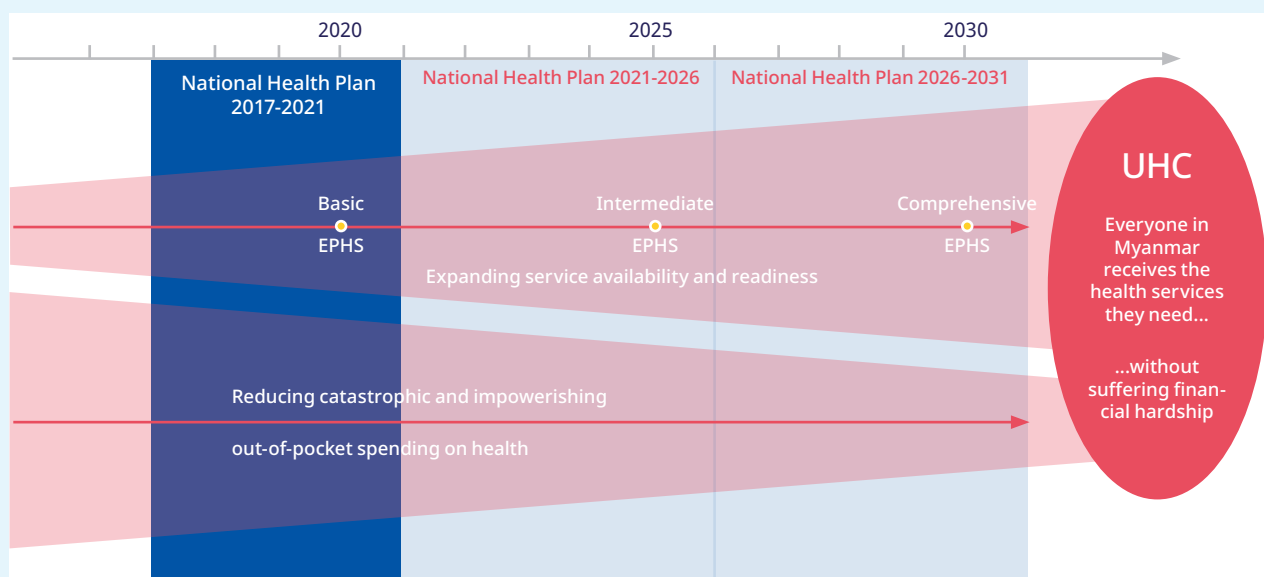 2020
2025
2030
National Health Plan
2017-2021
National Health Plan 2021-2026
National Health Plan 2026-2031
Basic
EPHS
Intermediate
EPHS
Comprehensive
EPHS
Expanding service availability and readiness
Reducing catastrophic and impowerishing
out-of-pocket spending on health
UHC
Everyone in
Myanmar
receives the
health services
they need...
...without
suffering finan-
cial hardship